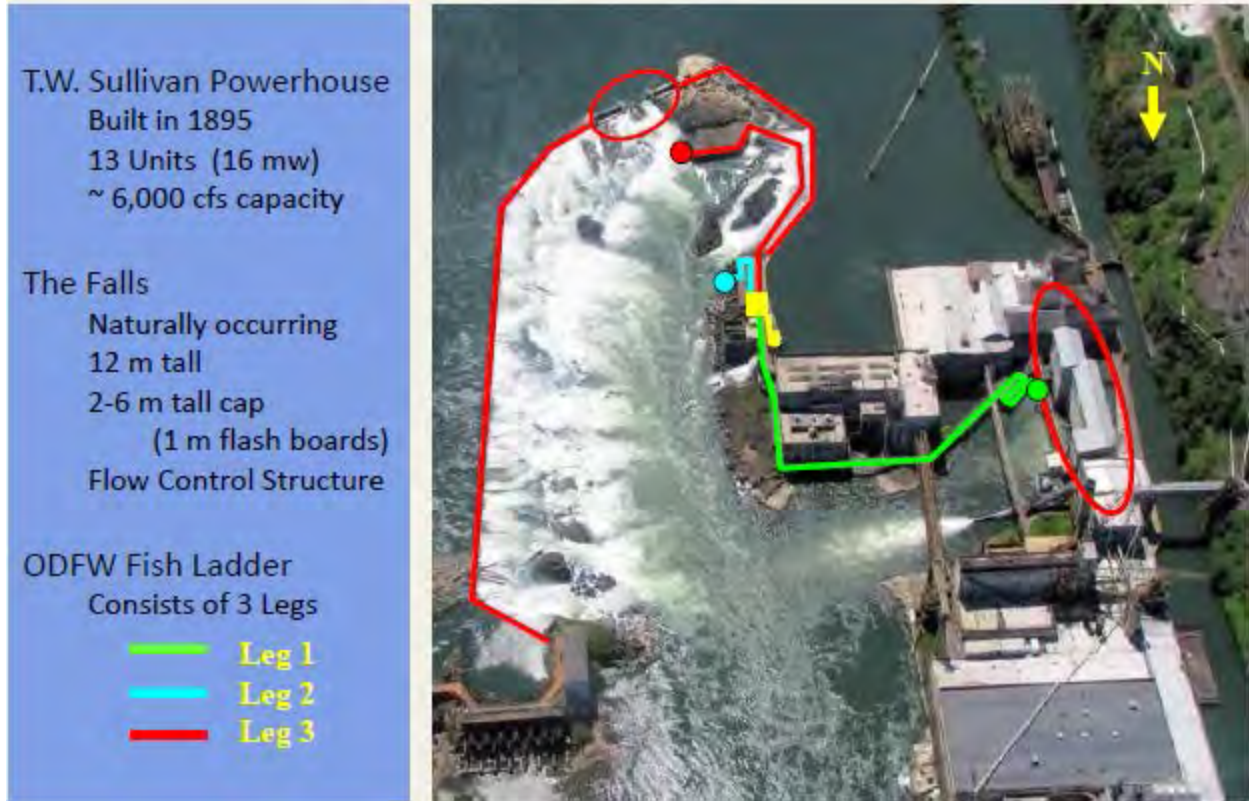 T.W. Sullivan Powerhouse
Built in 1895
13 Units (16 mw)
~ 6,000 cfs capacity
The Falls
Naturally occurring
12 m tall
2-6 m tall cap
(1 m flash boards)
Flow Control Structure
ODFW Fish Ladder
Consists of 3 Legs
Leg 1
Leg 2
Leg 3
N